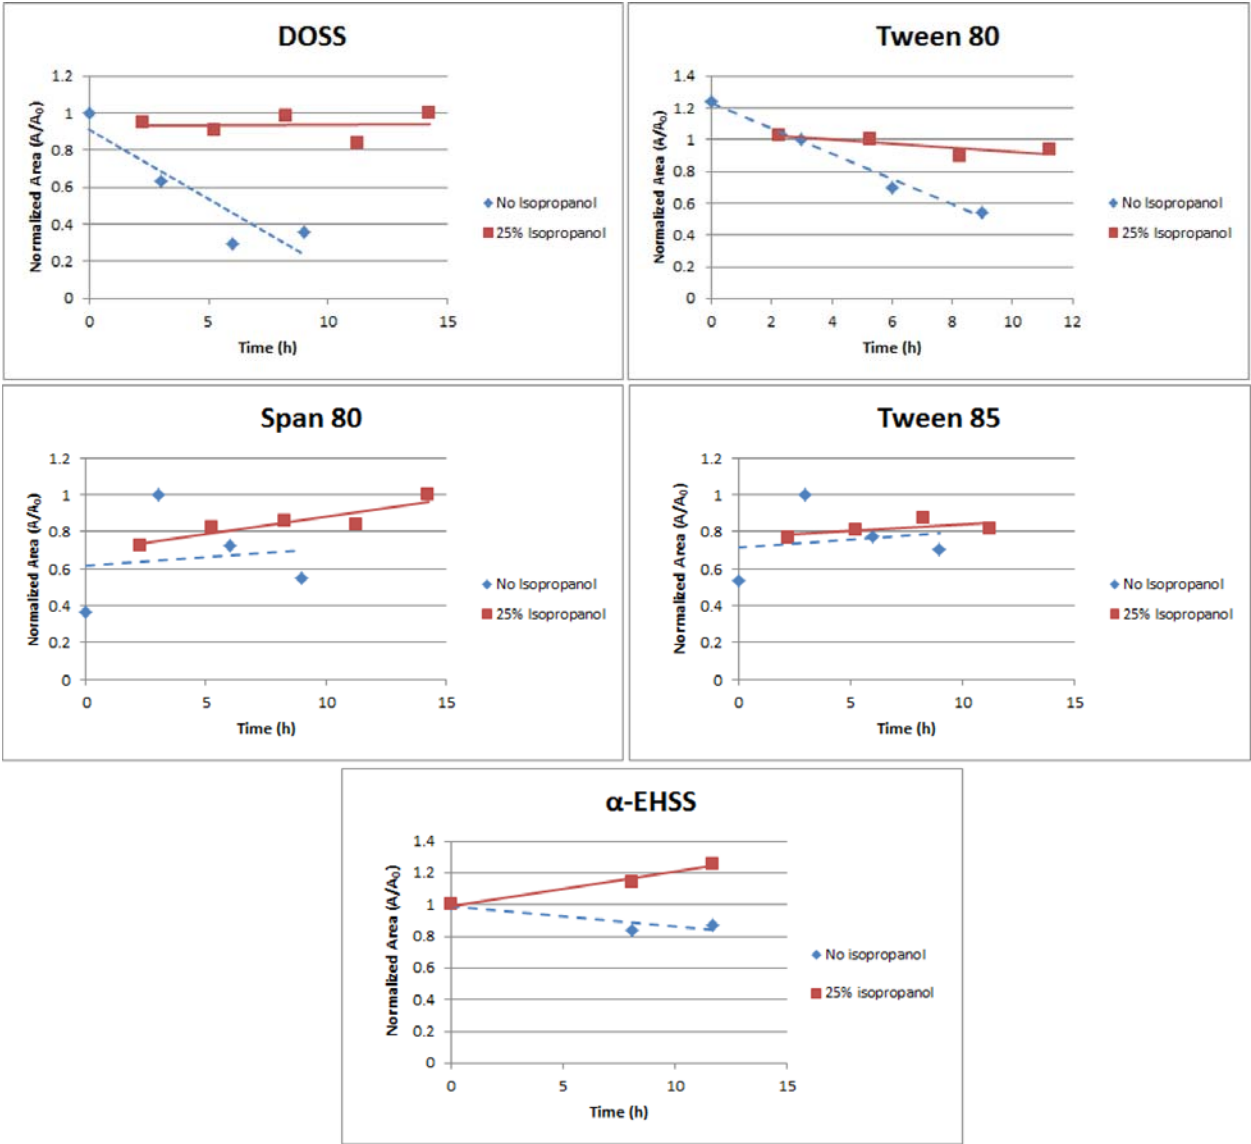 DOSS
Normalized Area (A/A₀)
1.2
1
0.8
0.6
0.4
0.2
0
0 5 10 15
Time (h)
No Isopropanol
25% Isopropanol
Tween 80
Normalized Area (A/A₀)
1.4
1.2
1
0.8
0.6
0.4
0.2
0
0 2 4 6 8 10 12
Time (h)
No Isopropanol
25% Isopropanol
Span 80
Normalized Area (A/A₀)
1.2
1
0.8
0.6
0.4
0.2
0
0 5 10 15
Time (h)
No Isopropanol
25% Isopropanol
Tween 85
Normalized Area (A/A₀)
1.2
1
0.8
0.6
0.4
0.2
0
0 5 10 15
Time (h)
No Isopropanol
25% Isopropanol
α-EHSS
Normalized Area (A/A₀)
1.4
1.2
1
0.8
0.6
0.4
0.2
0
0 5 10 15
Time (h)
No isopropanol
25% isopropanol